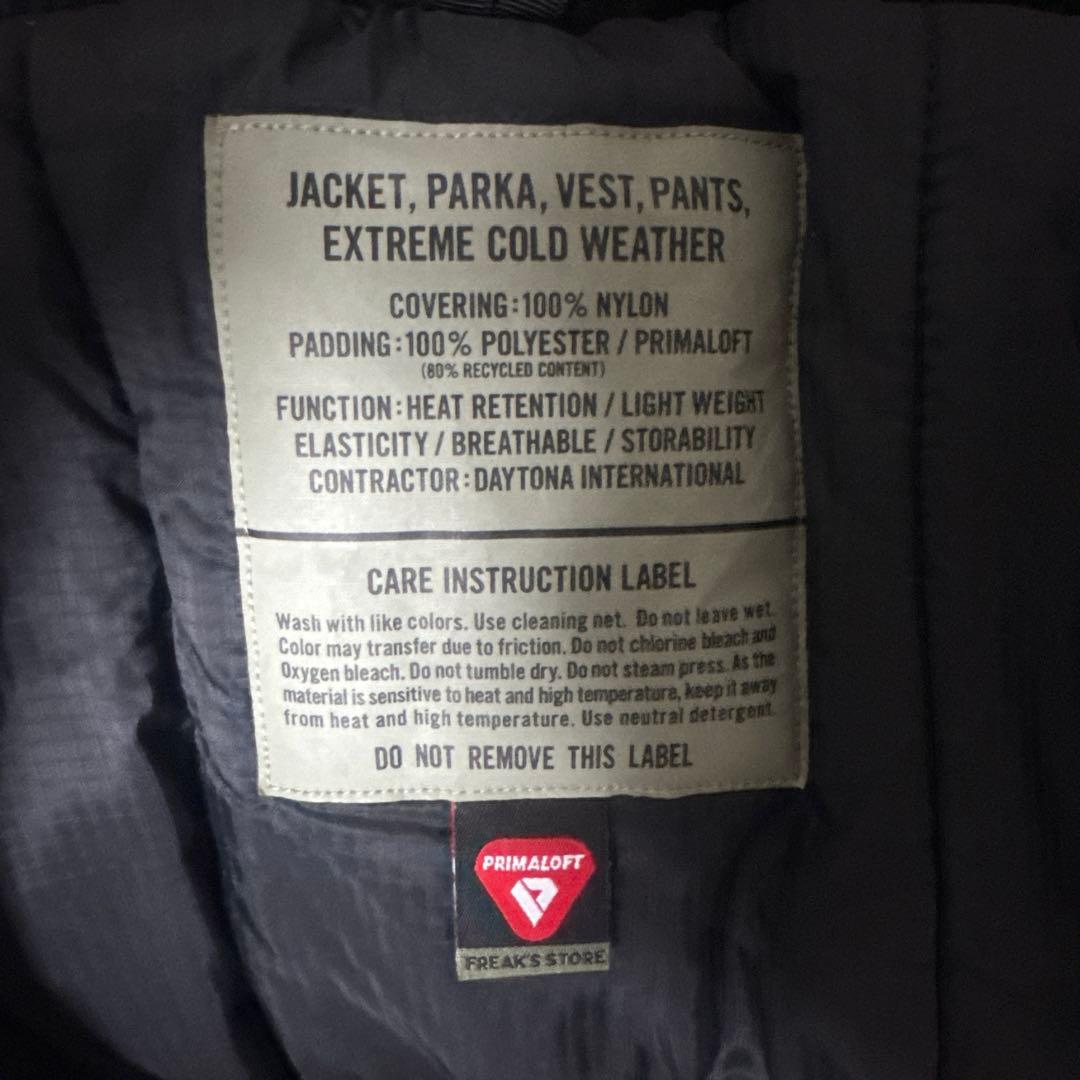 JACKET, PARKA, VEST, PANTS,
EXTREME COLD WEATHER
COVERING:100% NYLON
PADDING:100% POLYESTER / PRIMALOFT
(80% RECYCLED CONTENT)
FUNCTION:HEAT RETENTION / LIGHT WEIGHT
ELASTICITY / BREATHABLE / STORABILITY
CONTRACTOR:DAYTONA INTERNATIONAL
CARE INSTRUCTION LABEL
Wash with like colors. Use cleaning net. Do not leave wet.
Color may transfer due to friction. Do not chlorine bleach and
Oxygen bleach. Do not tumble dry. Do not steam press. As the
material is sensitive to heat and high temperature, keep it away
from heat and high temperature. Use neutral detergent.
DO NOT REMOVE THIS LABEL
PRIMALOFT
FREAK'S STORE